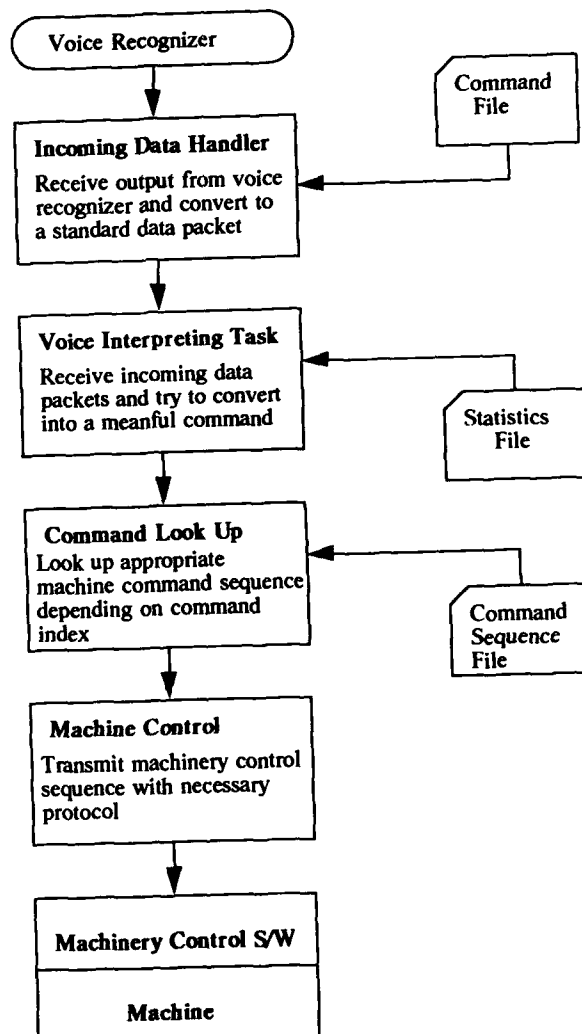 Voice Recognizer
Command
File
Incoming Data Handler
Receive output from voice
recognizer and convert to
a standard data packet
Voice Interpreting Task
Receive incoming data
packets and try to convert
into a meanful command
Statistics
File
Command Look Up
Look up appropriate
machine command sequence
depending on command
index
Command
Sequence
File
Machine Control
Transmit machinery control
sequence with necessary
protocol
Machinery Control S/W
Machine